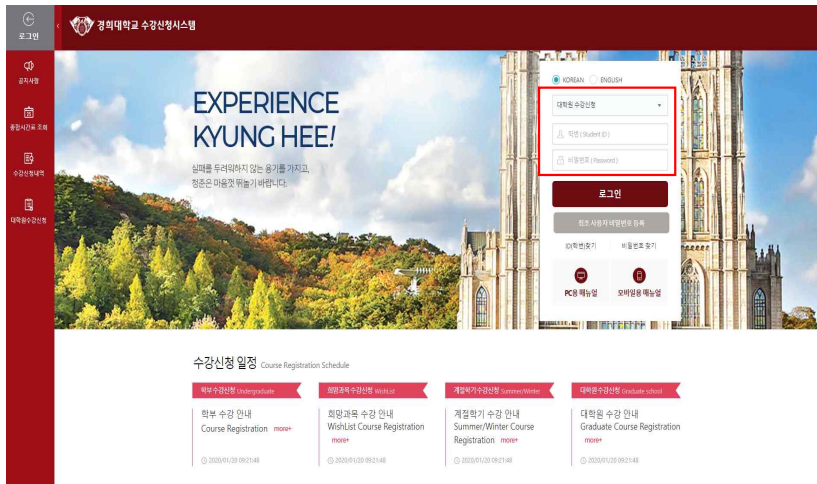 로그인
경희대학교 수강신청시스템
공지사항
종합시간표 조회
수강신청내역
대학원수강신청
EXPERIENCE
KYUNG HEE!
실패를 두려워하지 않는 용기를 가지고,
청춘은 마음껏 뛰놀기 바랍니다.
KOREAN ENGLISH
대학원 수강신청
학번 ( Student ID )
비밀번호 ( Password )
로그인
최초 사용자 비밀번호 등록
ID(학번)찾기 비밀번호 찾기
PC용 매뉴얼 모바일용 매뉴얼
수강신청 일정 Course Registration Schedule
학부수강신청 Undergraduate
학부 수강 안내
Course Registration more+
2020/01/20 09:21:48
희망과목수강신청 WishList
희망과목 수강 안내
WishList Course Registration
more+
2020/01/20 09:21:48
계절학기수강신청 Summer/Winter
계절학기 수강 안내
Summer/Winter Course
Registration more+
2020/01/20 09:21:48
대학원수강신청 Graduate school
대학원 수강 안내
Graduate Course Registration
more+
2020/01/20 09:21:48